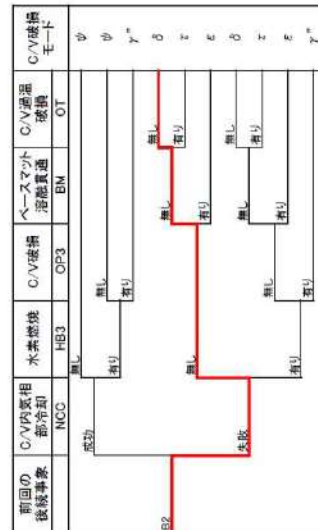 前回の
後続事家
C/V内気相
部冷却
水素燃焼
C/V破損
ベースマット
溶融貫通
C/V過温
破損
C/V破損
モード
NCC
HB3
OP3
BM
OT
無し
ψ
成功
無し
ψ
有り
有り
γ"
無し
δ
B2
無し
有り
τ
無し
有り
ε
無し
δ
失敗
無し
有り
τ
無し
有り
ε
有り
有り
γ"